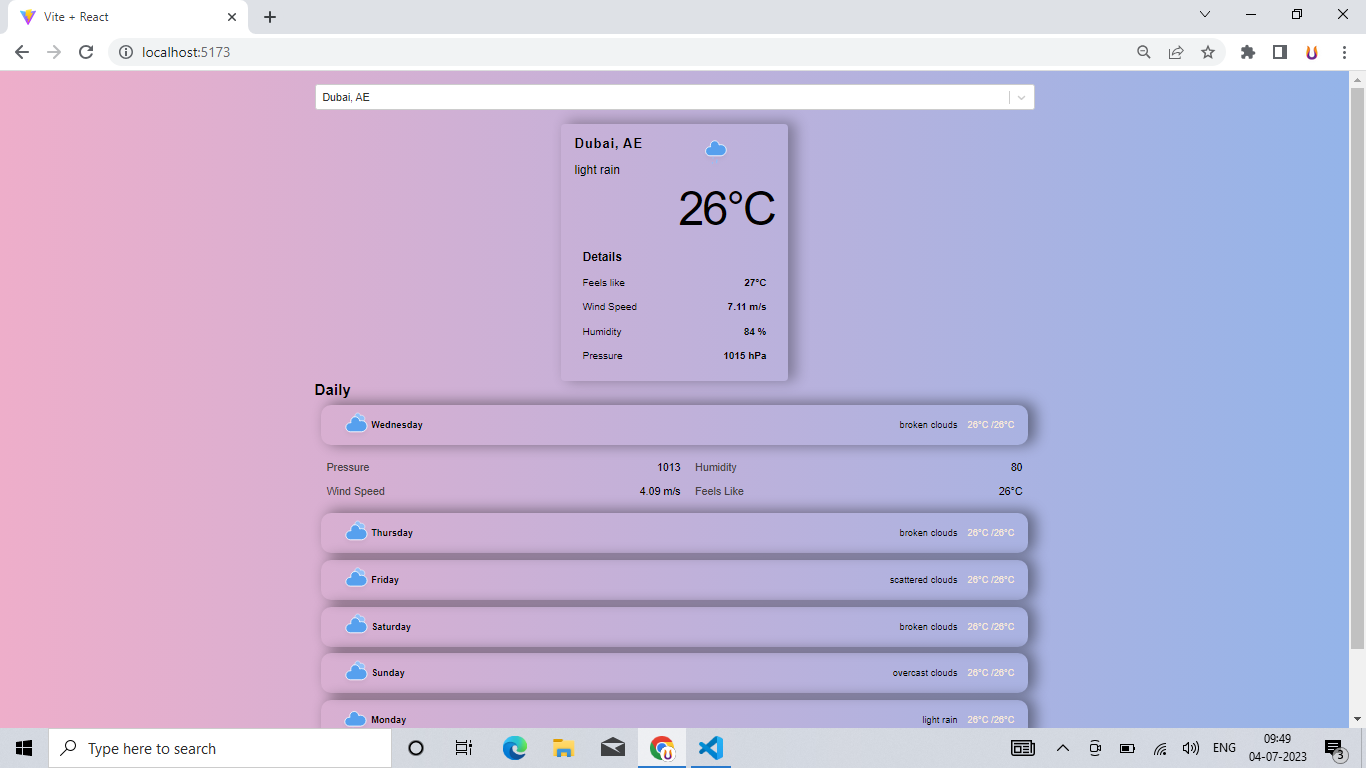 Vite + React
localhost:5173
Dubai, AE
Dubai, AE
light rain
26°C
Details
Feels like 27°C
Wind Speed 7.11 m/s
Humidity 84 %
Pressure 1015 hPa
Daily
Wednesday broken clouds 26°C /26°C
Pressure 1013 Humidity 80
Wind Speed 4.09 m/s Feels Like 26°C
Thursday broken clouds 26°C /26°C
Friday scattered clouds 26°C /26°C
Saturday broken clouds 26°C /26°C
Sunday overcast clouds 26°C /26°C
Monday light rain 26°C /26°C
Type here to search
ENG
09:49
04-07-2023
3